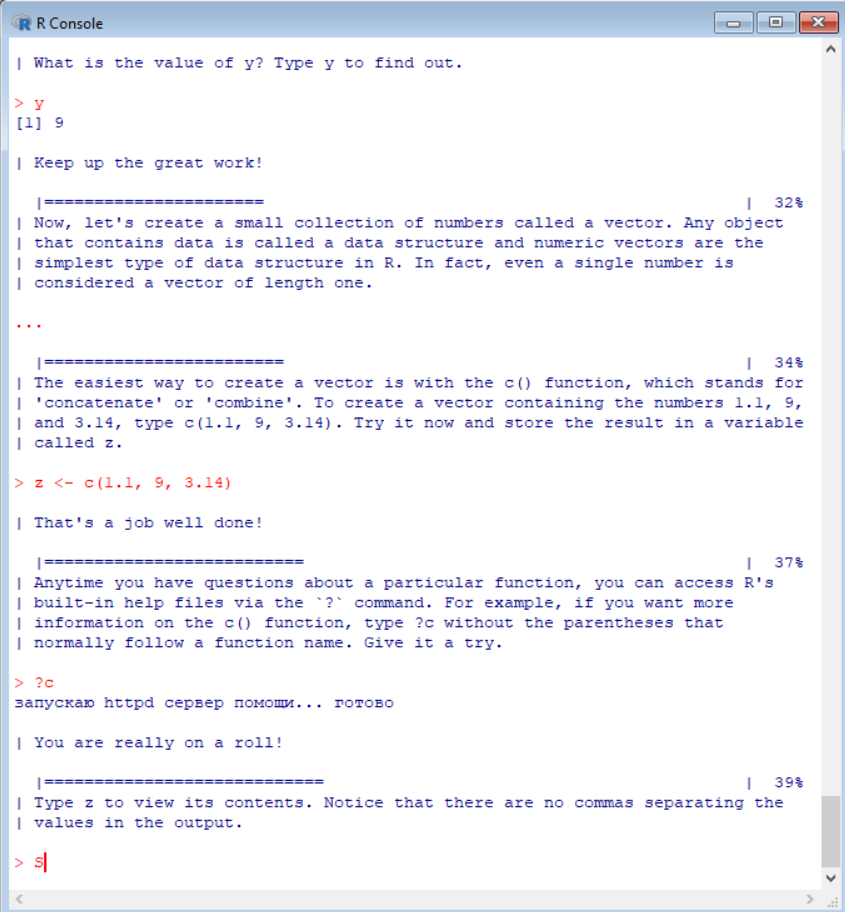 R Console
| What is the value of y? Type y to find out.
> y
[1] 9
| Keep up the great work!
|====================== | 32%
| Now, let's create a small collection of numbers called a vector. Any object
| that contains data is called a data structure and numeric vectors are the
| simplest type of data structure in R. In fact, even a single number is
| considered a vector of length one.
...
|======================== | 34%
| The easiest way to create a vector is with the c() function, which stands for
| 'concatenate' or 'combine'. To create a vector containing the numbers 1.1, 9,
| and 3.14, type c(1.1, 9, 3.14). Try it now and store the result in a variable
| called z.
> z <- c(1.1, 9, 3.14)
| That's a job well done!
|========================== | 37%
| Anytime you have questions about a particular function, you can access R's
| built-in help files via the `?` command. For example, if you want more
| information on the c() function, type ?c without the parentheses that
| normally follow a function name. Give it a try.
> ?c
запускаю httpd сервер помощи... готово
| You are really on a roll!
|============================ | 39%
| Type z to view its contents. Notice that there are no commas separating the
| values in the output.
> S